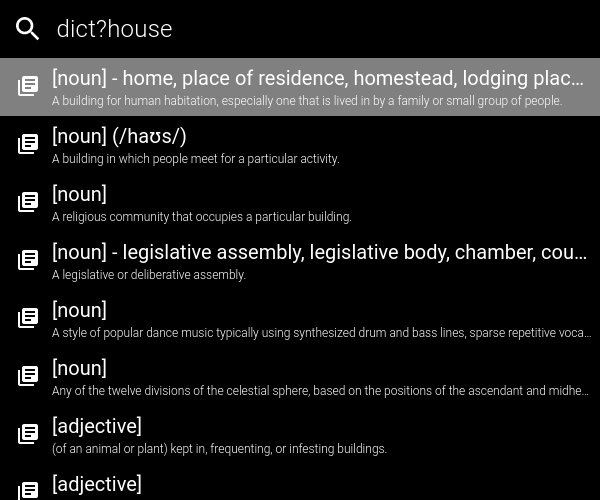 dict?house
[noun] - home, place of residence, homestead, lodging plac...
A building for human habitation, especially one that is lived in by a family or small group of people.
[noun] (/haʊs/)
A building in which people meet for a particular activity.
[noun]
A religious community that occupies a particular building.
[noun] - legislative assembly, legislative body, chamber, cou...
A legislative or deliberative assembly.
[noun]
A style of popular dance music typically using synthesized drum and bass lines, sparse repetitive voca...
[noun]
Any of the twelve divisions of the celestial sphere, based on the positions of the ascendant and midhe...
[adjective]
(of an animal or plant) kept in, frequenting, or infesting buildings.
[adjective]